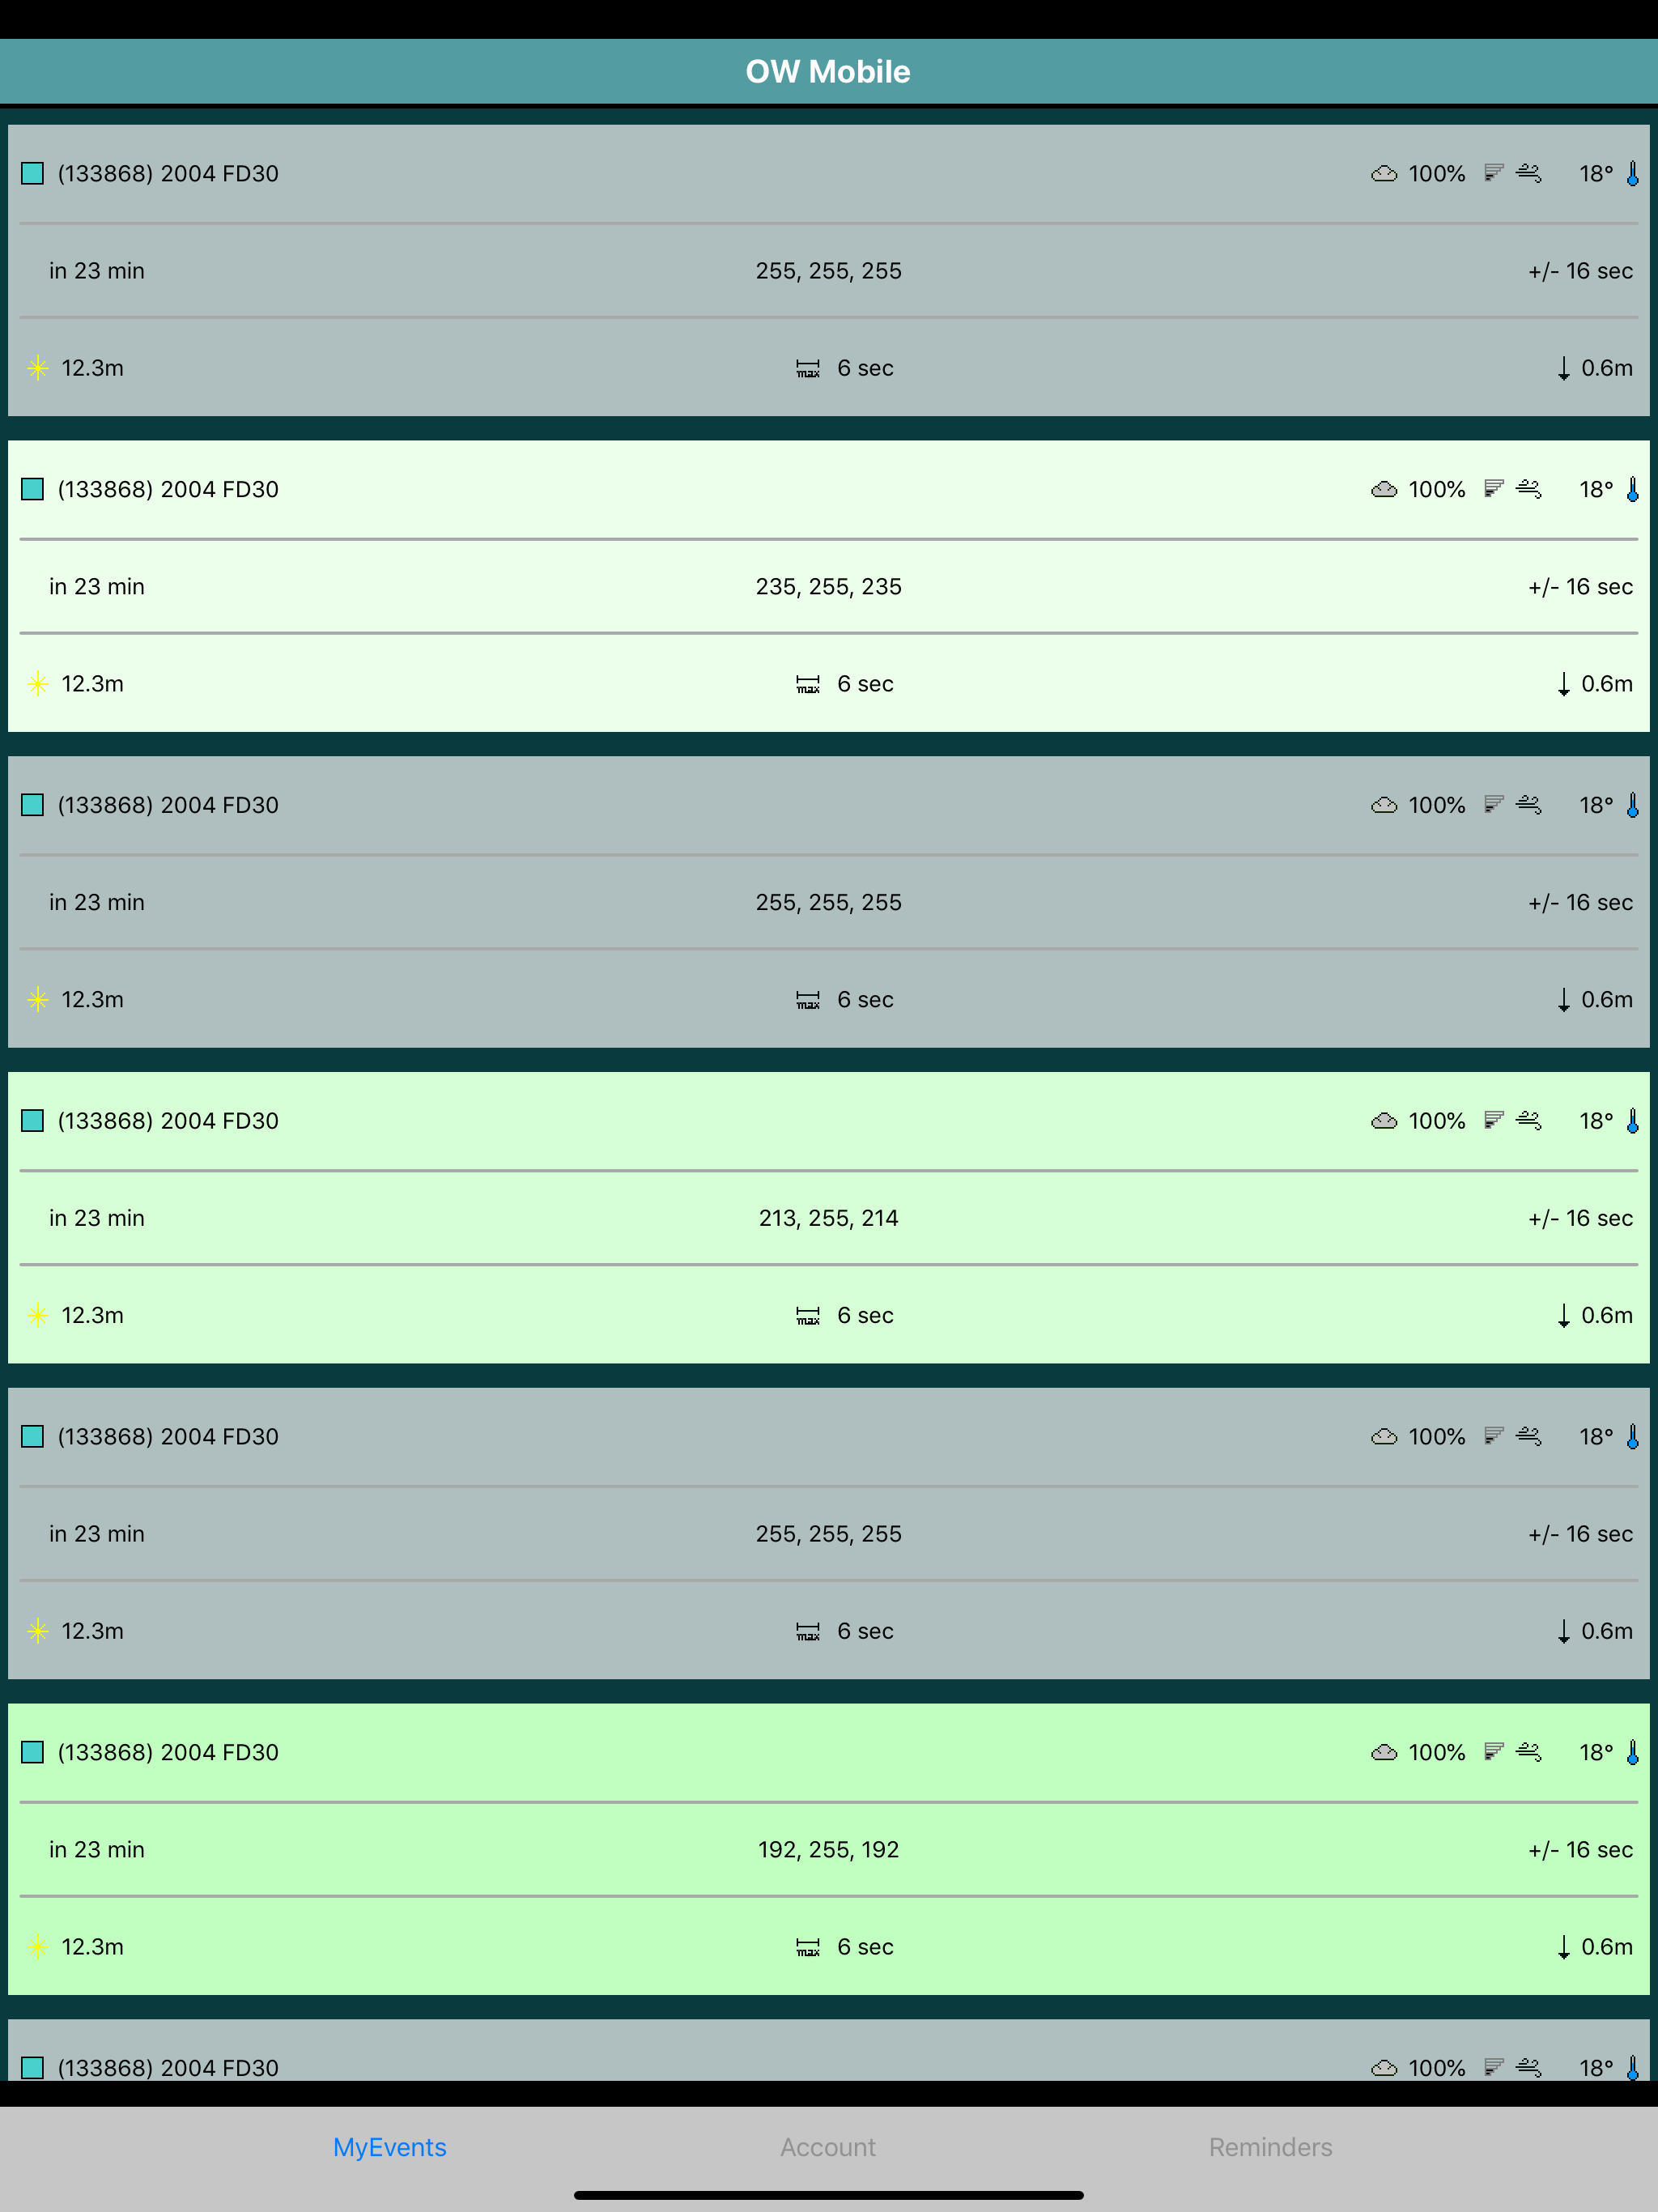 OW Mobile
(133868) 2004 FD30 100% 18°
in 23 min 255, 255, 255 +/- 16 sec
12.3m max 6 sec 0.6m
(133868) 2004 FD30 100% 18°
in 23 min 235, 255, 235 +/- 16 sec
12.3m max 6 sec 0.6m
(133868) 2004 FD30 100% 18°
in 23 min 255, 255, 255 +/- 16 sec
12.3m max 6 sec 0.6m
(133868) 2004 FD30 100% 18°
in 23 min 213, 255, 214 +/- 16 sec
12.3m max 6 sec 0.6m
(133868) 2004 FD30 100% 18°
in 23 min 255, 255, 255 +/- 16 sec
12.3m max 6 sec 0.6m
(133868) 2004 FD30 100% 18°
in 23 min 192, 255, 192 +/- 16 sec
12.3m max 6 sec 0.6m
(133868) 2004 FD30 100% 18°
MyEvents Account Reminders